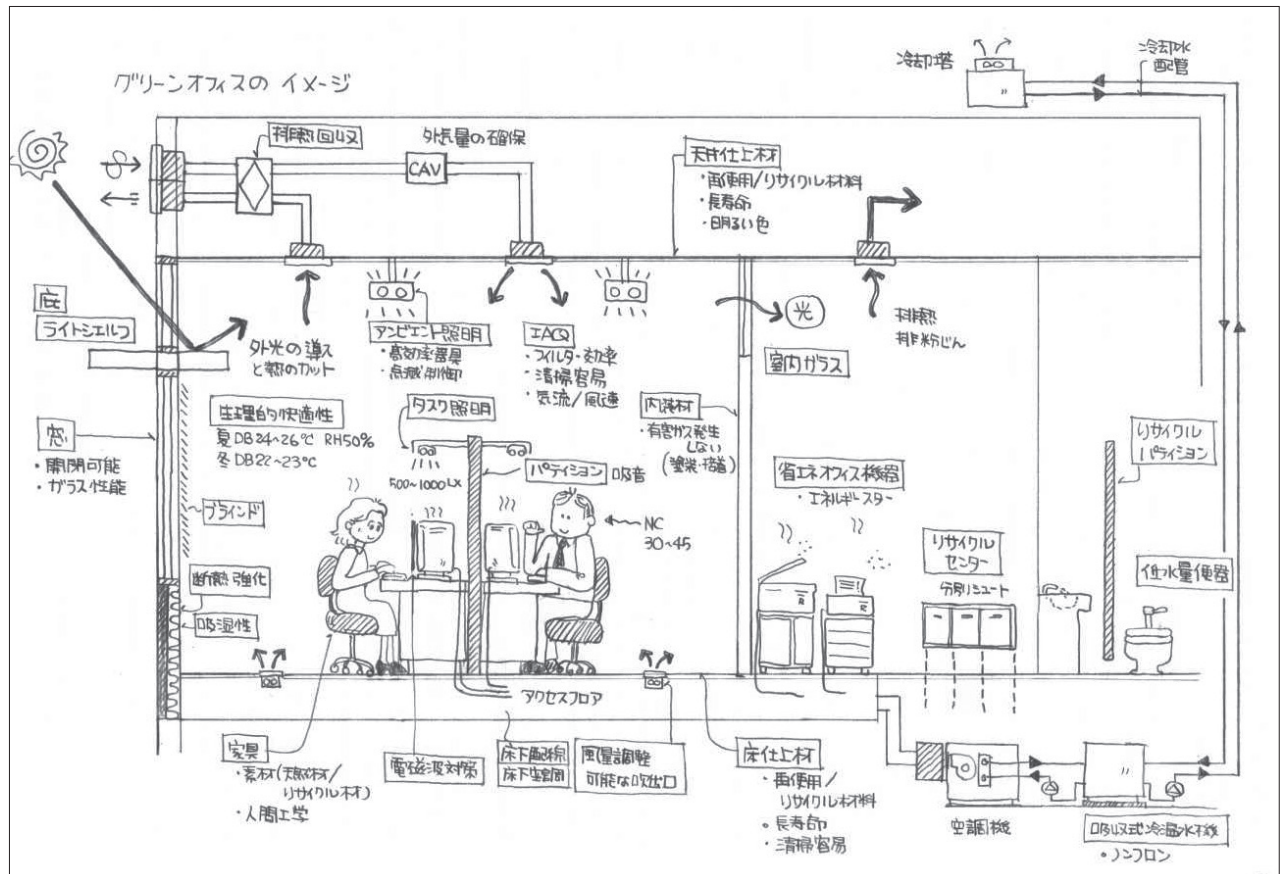 グリーンオフィスの イメージ
冷却塔
冷却水
配管
排熱回収
外気量の確保
CAV
天井仕上材
・再使用/リサイクル材料
・長寿命
・明るい色
庇
ライトシェルフ
外光の導入
と熱のカット
アンビエント照明
・高効率器具
・点滅制御
IACQ
・フィルター効率
・清掃容易
・気流/風速
光
室内ガラス
排熱
排粉じん
窓
・開閉可能
・ガラス性能
生理的快適性
夏 DB24~26℃ RH50%
冬 DB22~23℃
タスク照明
500~1000LX
パティション 吸音
内装材
・有害ガス発生
しない
(塗装・接着)
NC
30~45
省エネオフィス機器
・エネルギースター
リサイクル
パティション
ブラインド
リサイクル
センター
分別シュート
低水量便器
断熱強化
吸湿性
アクセスフロア
家具
・素材(天然材/
リサイクル材)
・人間工学
電磁波対策
床下配線
床下空調
風量調整
可能な吹出口
床仕上材
・再使用/
リサイクル材料
・長寿命
・清掃容易
空調機
吸収式冷温水機
・ノンフロン